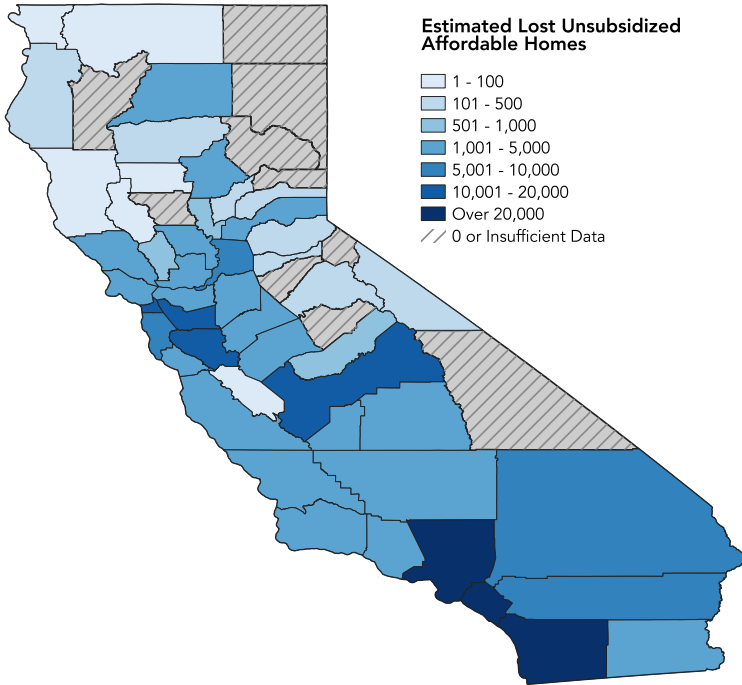 Estimated Lost Unsubsidized
Affordable Homes
1 - 100
101 - 500
501 - 1,000
1,001 - 5,000
5,001 - 10,000
10,001 - 20,000
Over 20,000
0 or Insufficient Data